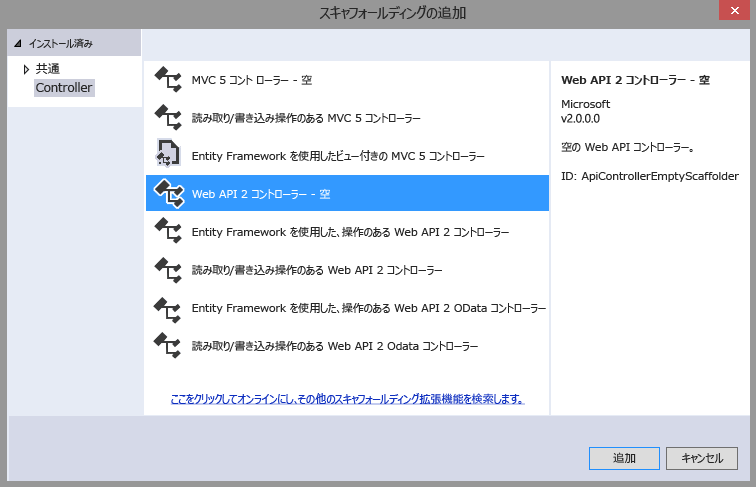 スキャフォールディングの追加
インストール済み
共通
Controller
MVC 5 コントローラー - 空
読み取り/書き込み操作のある MVC 5 コントローラー
Entity Framework を使用したビュー付きの MVC 5 コントローラー
Web API 2 コントローラー - 空
Entity Framework を使用した、操作のある Web API 2 コントローラー
読み取り/書き込み操作のある Web API 2 コントローラー
Entity Framework を使用した、操作のある Web API 2 OData コントローラー
読み取り/書き込み操作のある Web API 2 Odata コントローラー
ここをクリックしてオンラインにし、その他のスキャフォールディング拡張機能を検索します。
Web API 2 コントローラー - 空
Microsoft
v2.0.0.0
空の Web API コントローラー。
ID: ApiControllerEmptyScaffolder
追加
キャンセル